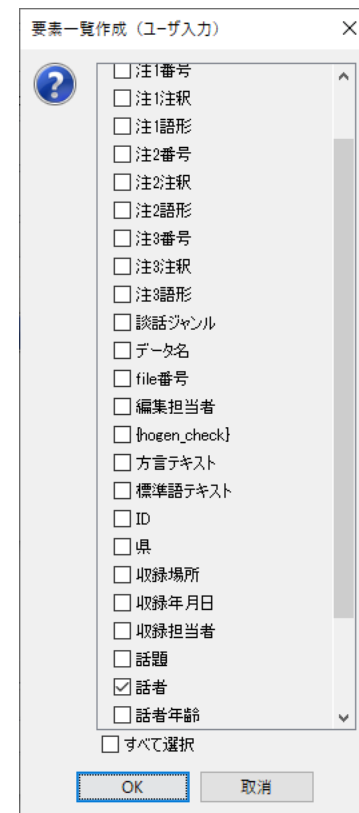 要素一覧作成（ユーザ入力）
注1番号
注1注釈
注1語形
注2番号
注2注釈
注2語形
注3番号
注3注釈
注3語形
談話ジャンル
データ名
file番号
編集担当者
{hogen_check}
方言テキスト
標準語テキスト
ID
県
収録場所
収録年月日
収録担当者
話題
話者
話者年齢
すべて選択
OK
取消